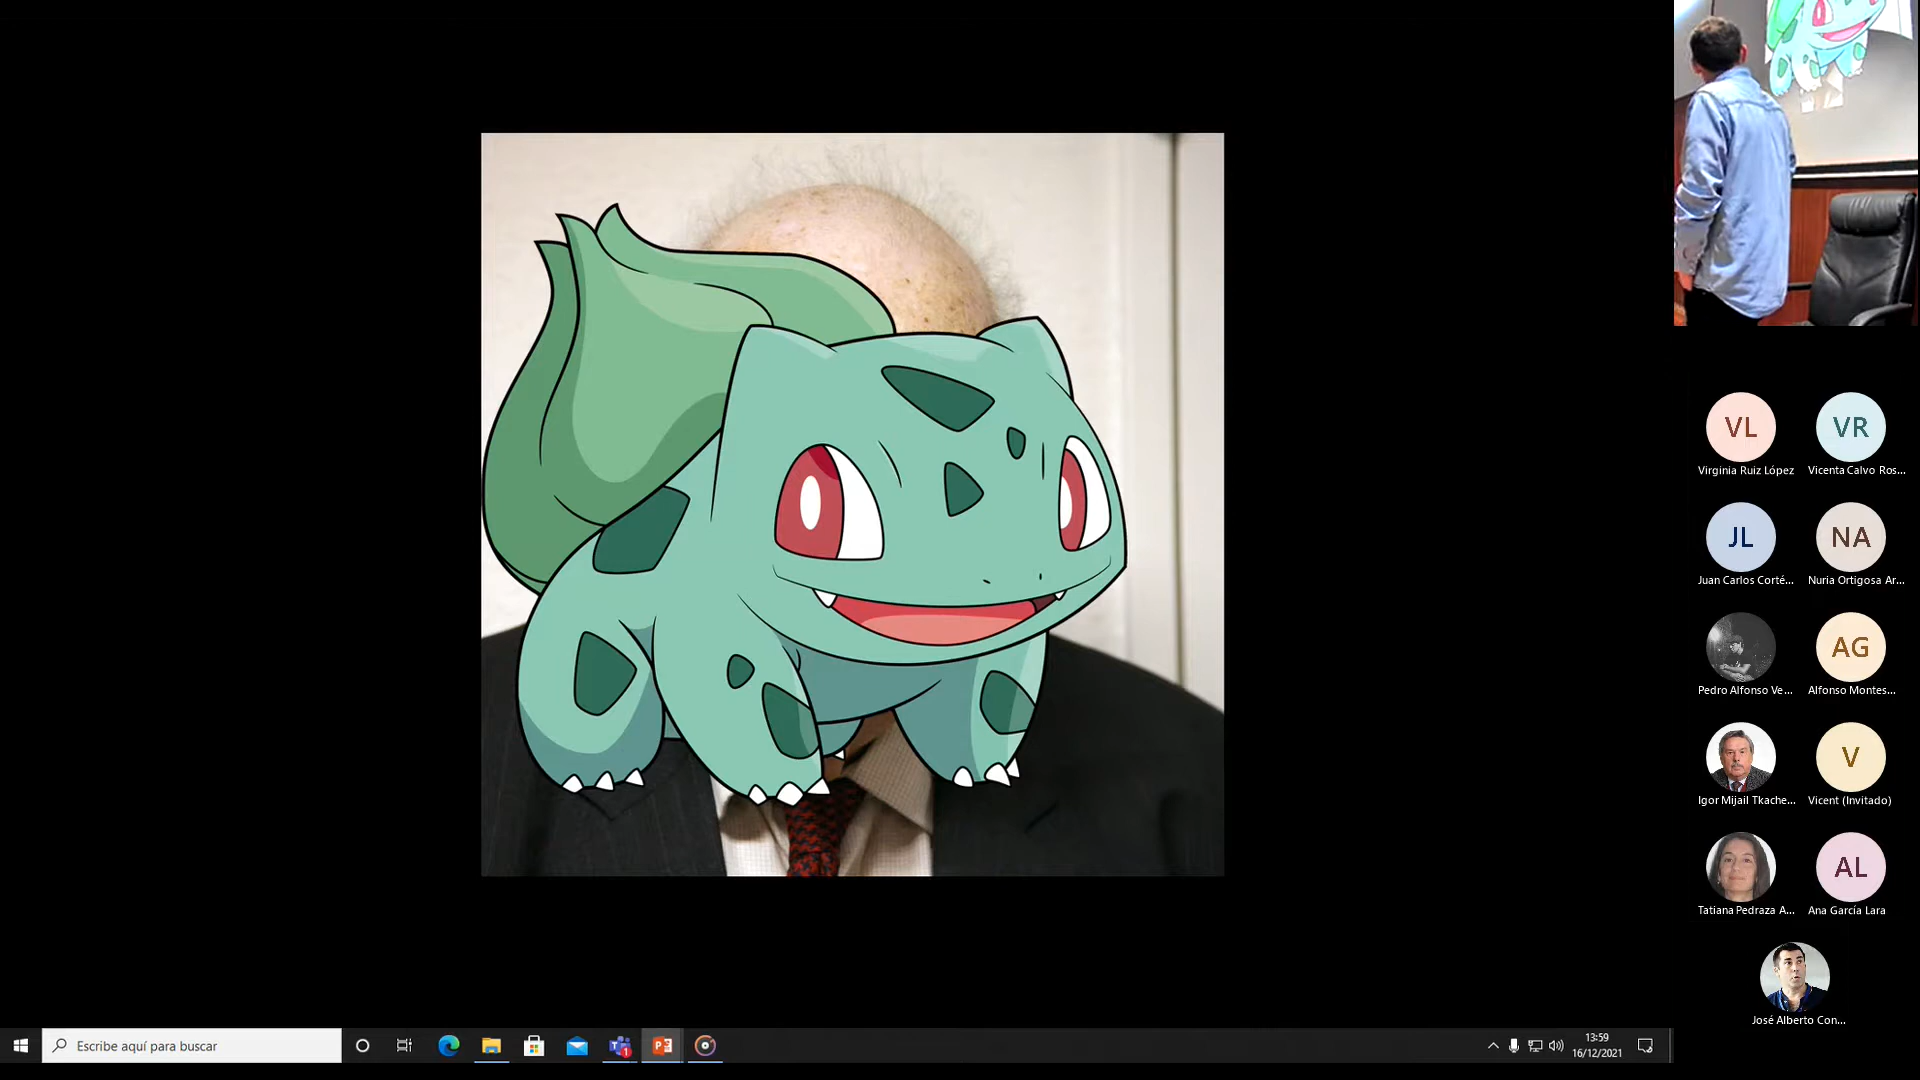 VL
VR
Virginia Ruiz López
Vicenta Calvo Ros...
JL
NA
Juan Carlos Corté...
Nuria Ortigosa Ar...
AG
Pedro Alfonso Ve...
Alfonso Montes...
V
Igor Mijail Tkache...
Vicent (Invitado)
AL
Tatiana Pedraza A...
Ana García Lara
José Alberto Con...
Escribe aquí para buscar
1
13:59
16/12/2021